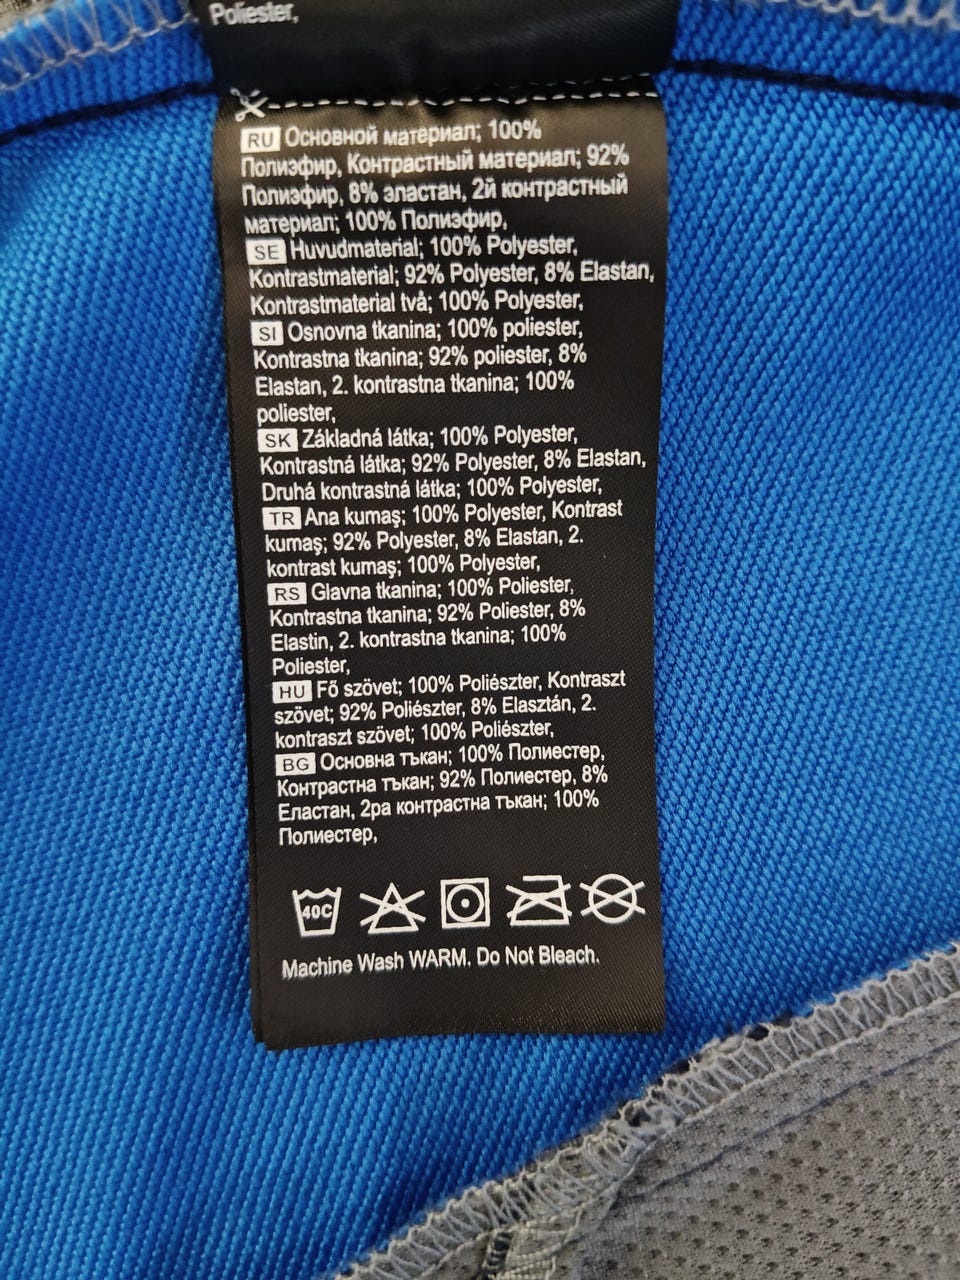 Poliester,
RU Основной материал; 100%
Полиэфир, Контрастный материал; 92%
Полиэфир, 8% эластан, 2й контрастный
материал; 100% Полиэфир,
SE Huvudmaterial; 100% Polyester,
Kontrastmaterial; 92% Polyester, 8% Elastan,
Kontrastmaterial två; 100% Polyester,
SI Osnovna tkanina; 100% poliester,
Kontrastna tkanina; 92% poliester, 8%
Elastan, 2. kontrastna tkanina; 100%
poliester,
SK Základná látka; 100% Polyester,
Kontrastná látka; 92% Polyester, 8% Elastan,
Druhá kontrastná látka; 100% Polyester,
TR Ana kumaş; 100% Polyester, Kontrast
kumaş; 92% Polyester, 8% Elastan, 2.
kontrast kumaş; 100% Polyester,
RS Glavna tkanina; 100% Poliester,
Kontrastna tkanina; 92% Poliester, 8%
Elastin, 2. kontrastna tkanina; 100%
Poliester,
HU Fő szövet; 100% Poliészter, Kontraszt
szövet; 92% Poliészter, 8% Elasztán, 2.
kontraszt szövet; 100% Poliészter,
BG Основна тъкан; 100% Полиестер,
Контрастна тъкан; 92% Полиестер, 8%
Еластан, 2ра контрастна тъкан; 100%
Полиестер,
40C
Machine Wash WARM. Do Not Bleach.